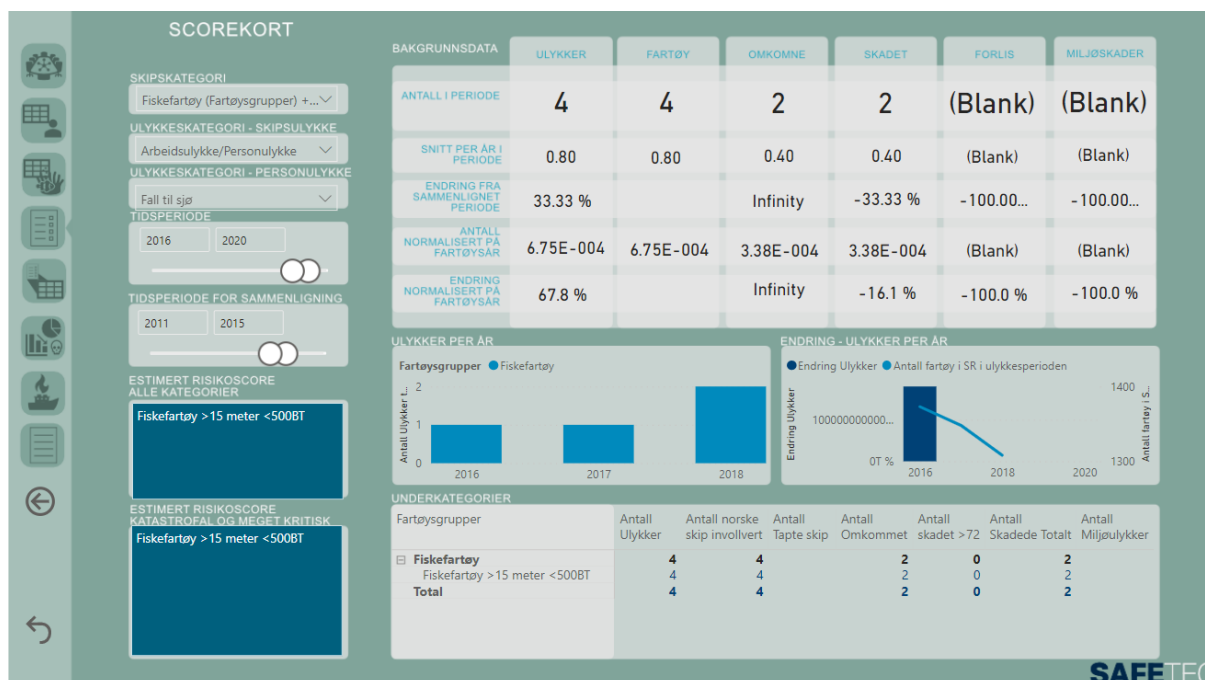 SCOREKORT
SKIPSKATEGORI
Fiskefartøy (Fartøysgrupper) +...
ULYKKESKATEGORI - SKIPSULYKKE
Arbeidsulykke/Personulykke
ULYKKESKATEGORI - PERSONULYKKE
Fall til sjø
TIDSPERIODE
2016 2020
TIDSPERIODE FOR SAMMENLIGNING
2011 2015
ESTIMERT RISIKOSCORE
ALLE KATEGORIER
Fiskefartøy >15 meter <500BT
ESTIMERT RISIKOSCORE
KATASTROFAL OG MEGET KRITISK
Fiskefartøy >15 meter <500BT
BAKGRUNNSDATA ULYKKER FARTØY OMKOMNE SKADET FORLIS MILJØSKADER
ANTALL I PERIODE 4 4 2 2 (Blank) (Blank)
SNITT PER ÅR I
PERIODE 0.80 0.80 0.40 0.40 (Blank) (Blank)
ENDRING FRA
SAMMENLIGNET
PERIODE 33.33 % Infinity -33.33 % -100.00... -100.00...
ANTALL
NORMALISERT PÅ
FARTØYSÅR 6.75E-004 6.75E-004 3.38E-004 3.38E-004 (Blank) (Blank)
ENDRING
NORMALISERT PÅ
FARTØYSÅR 67.8 % Infinity -16.1 % -100.0 % -100.0 %
ULYKKER PER ÅR
Fartøysgrupper Fiskefartøy
Antall Ulykker t...
2
1
0
2016 2017 2018
ENDRING - ULYKKER PER ÅR
Endring Ulykker Antall fartøy i SR i ulykkesperioden
Endring Ulykker
100000000000...
0T %
1400
1300
Antall fartøy i S...
2016 2018 2020
UNDERKATEGORIER
Fartøysgrupper Antall Ulykker Antall norske skip involvert Antall Tapte skip Antall Omkommet Antall skadet >72 Antall Skadede Totalt Antall Miljøulykker
Fiskefartøy 4 4 2 0 2
Fiskefartøy >15 meter <500BT 4 4 2 0 2
Total 4 4 2 0 2
SAFETEC